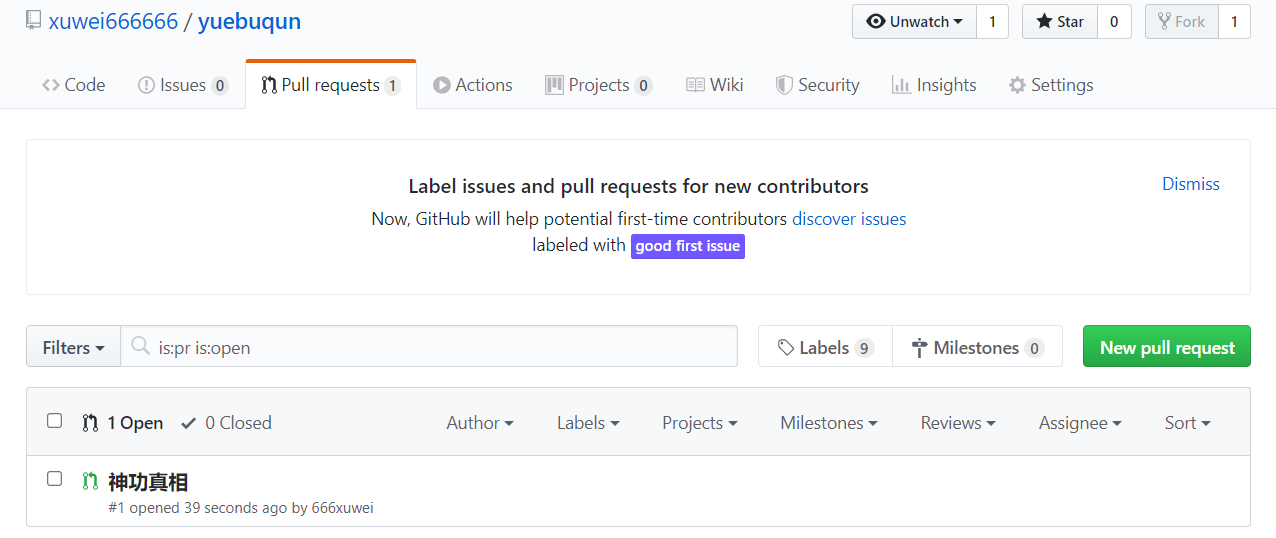 xuwei666666 / yuebuqun Unwatch 1 Star 0 Fork 1
Code Issues 0 Pull requests 1 Actions Projects 0 Wiki Security Insights Settings
Label issues and pull requests for new contributors Dismiss
Now, GitHub will help potential first-time contributors discover issues
labeled with good first issue
Filters is:pr is:open Labels 9 Milestones 0 New pull request
1 Open 0 Closed Author Labels Projects Milestones Reviews Assignee Sort
神功真相
#1 opened 39 seconds ago by 666xuwei